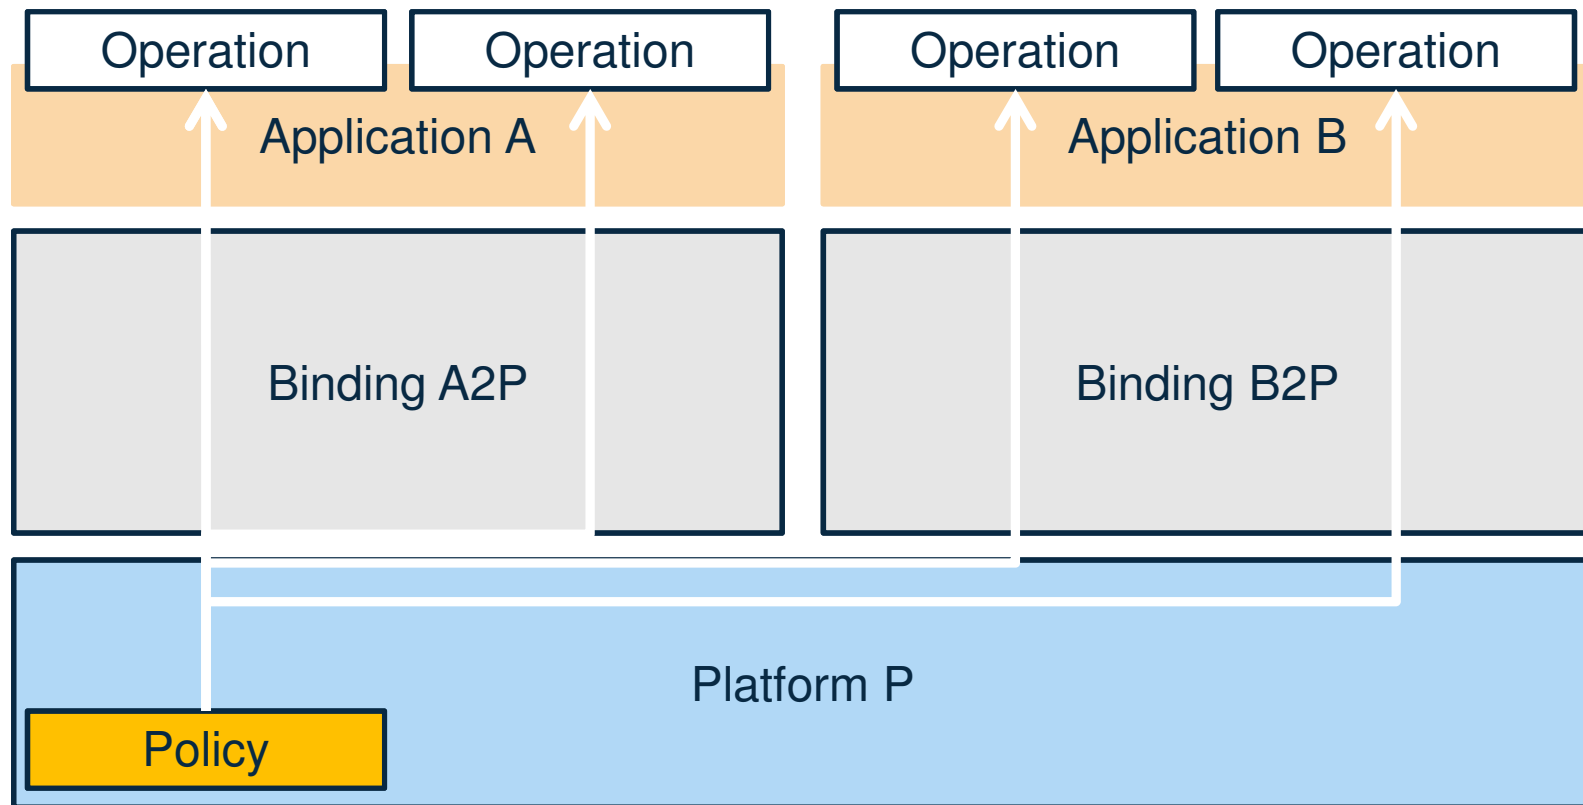 Operation
Operation
Operation
Operation
Application A
Application B
Binding A2P
Binding B2P
Platform P
Policy